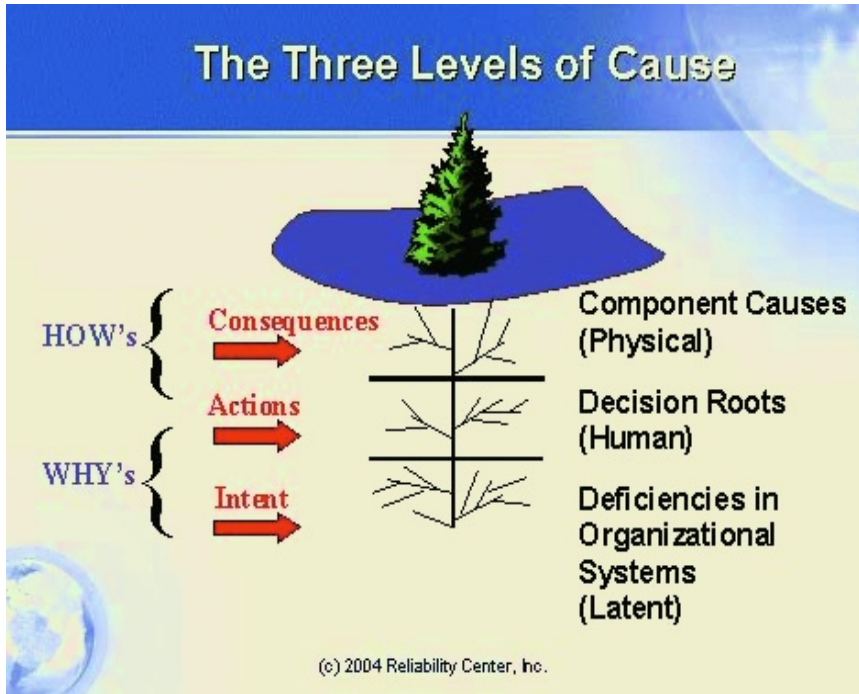 The Three Levels of Cause
HOW's
Consequences
Component Causes
(Physical)
Actions
Decision Roots
(Human)
WHY's
Intent
Deficiencies in
Organizational
Systems
(Latent)
(c) 2004 Reliability Center, Inc.